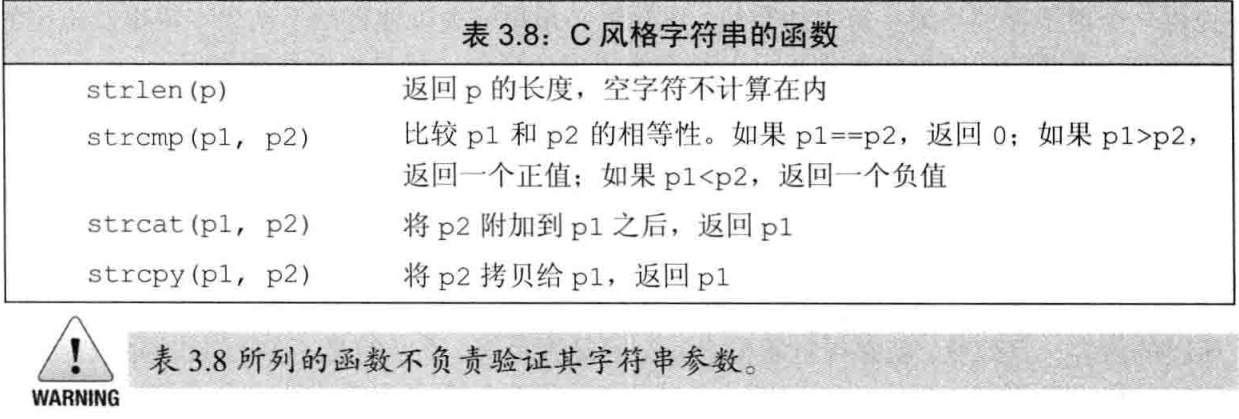 表 3.8：C 风格字符串的函数
strlen(p) 返回 p 的长度，空字符不计算在内
strcmp(p1, p2) 比较 p1 和 p2 的相等性。如果 p1==p2，返回 0；如果 p1>p2，
返回一个正值；如果 p1<p2，返回一个负值
strcat(p1, p2) 将 p2 附加到 p1 之后，返回 p1
strcpy(p1, p2) 将 p2 拷贝给 p1，返回 p1
! 表 3.8 所列的函数不负责验证其字符串参数。
WARNING